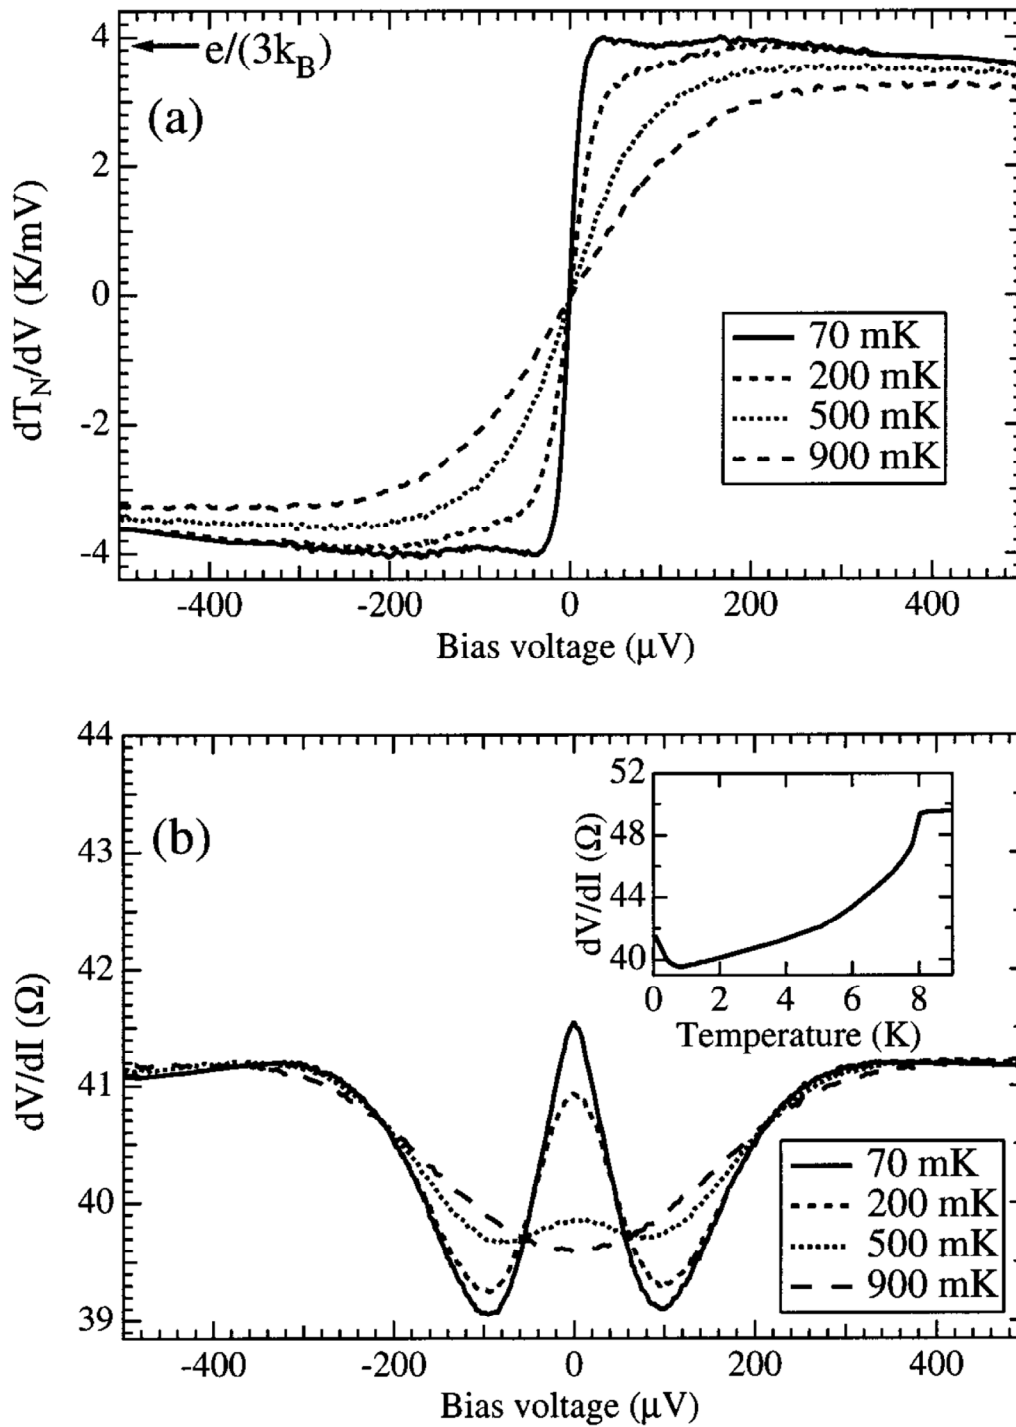 4
e/(3k_B)
(a)
2
0
-2
-4
dT_N/dV (K/mV)
70 mK
200 mK
500 mK
900 mK
-400
-200
0
200
400
Bias voltage (μV)
44
43
42
41
40
39
(b)
dV/dI (Ω)
52
48
44
40
dV/dI (Ω)
0 2 4 6 8
Temperature (K)
70 mK
200 mK
500 mK
900 mK
-400
-200
0
200
400
Bias voltage (μV)